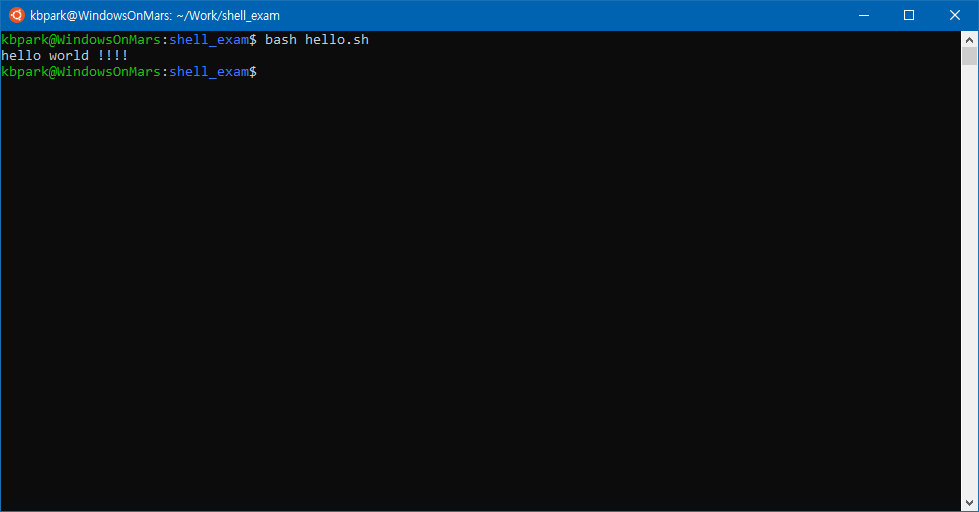 kbpark@WindowsOnMars: ~/Work/shell_exam
kbpark@WindowsOnMars:shell_exam$ bash hello.sh
hello world !!!!
kbpark@WindowsOnMars:shell_exam$